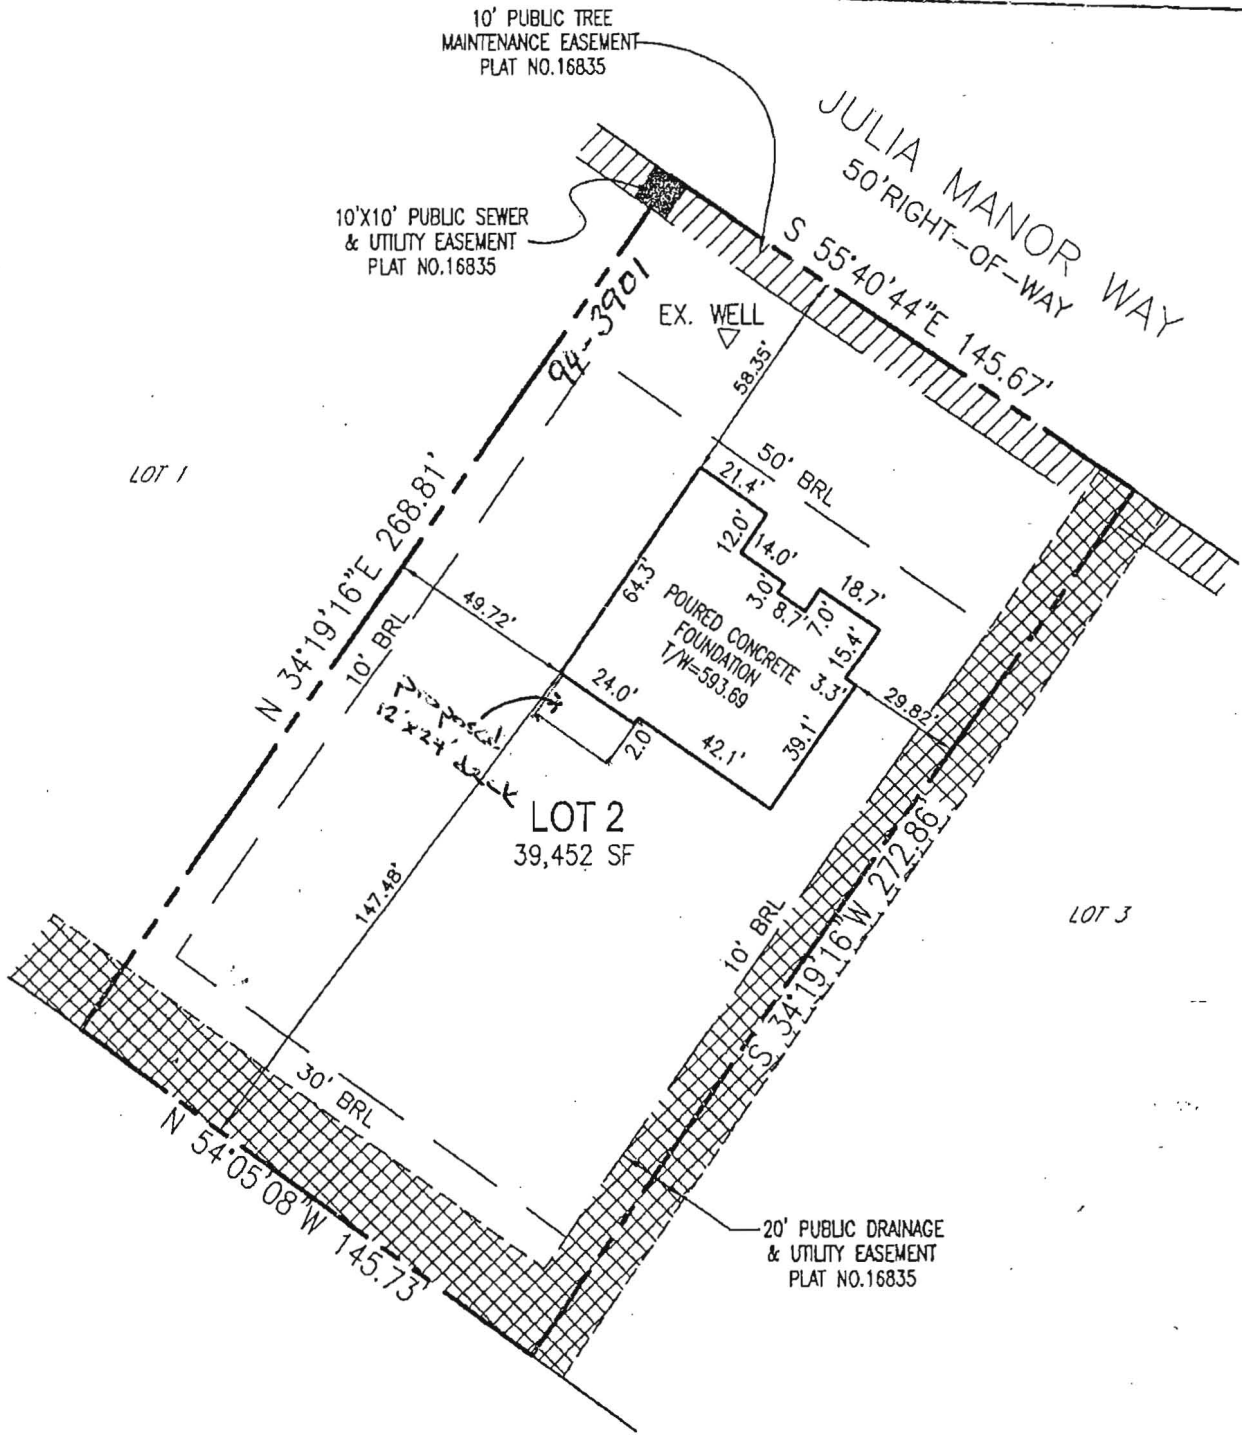 10' PUBLIC TREE
MAINTENANCE EASEMENT
PLAT NO.16835
JULIA MANOR WAY
50'RIGHT-OF-WAY
10'X10' PUBLIC SEWER
& UTILITY EASEMENT
PLAT NO.16835
S 55°40'44"E 145.67'
94-3901
EX. WELL
58.35'
LOT 1
N 34°19'16"E 268.81'
10' BRL
50' BRL
21.4'
12.0'
14.0'
3.0'
8.7'
7.0'
18.7'
15.4'
3.3'
64.3'
49.72'
POURED CONCRETE
FOUNDATION
T/W=593.69
29.82'
24.0'
2.0'
42.1'
39.1'
proposed
12'x24' deck
LOT 2
39,452 SF
147.48'
10' BRL
S 34°19'16"W 272.86'
LOT 3
30' BRL
N 54°05'08"W 145.73'
20' PUBLIC DRAINAGE
& UTILITY EASEMENT
PLAT NO.16835